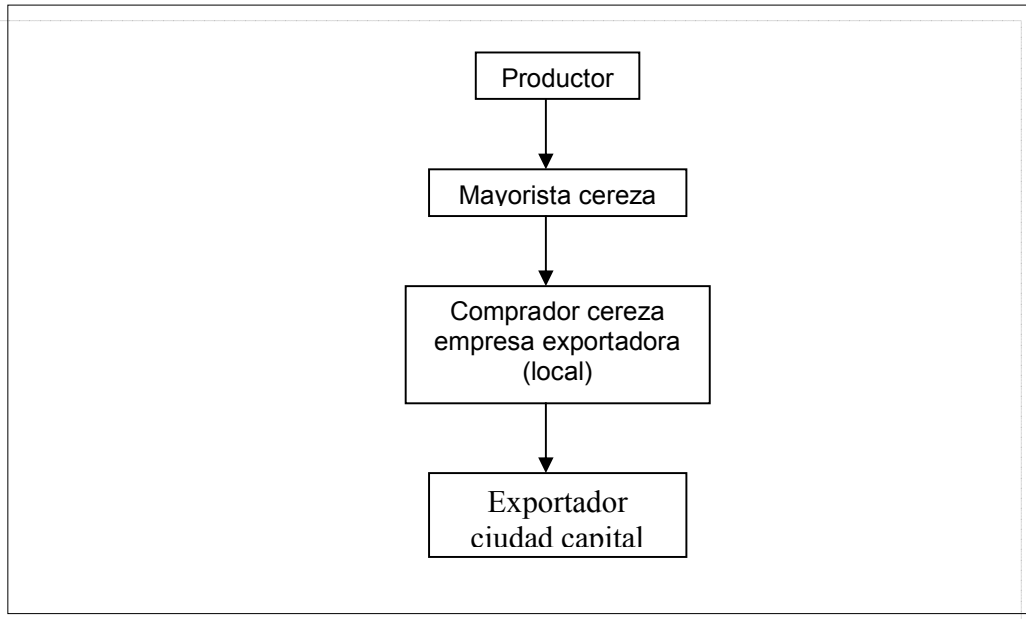 Productor
Mayorista cereza
Comprador cereza
empresa exportadora
(local)
Exportador
ciudad capital